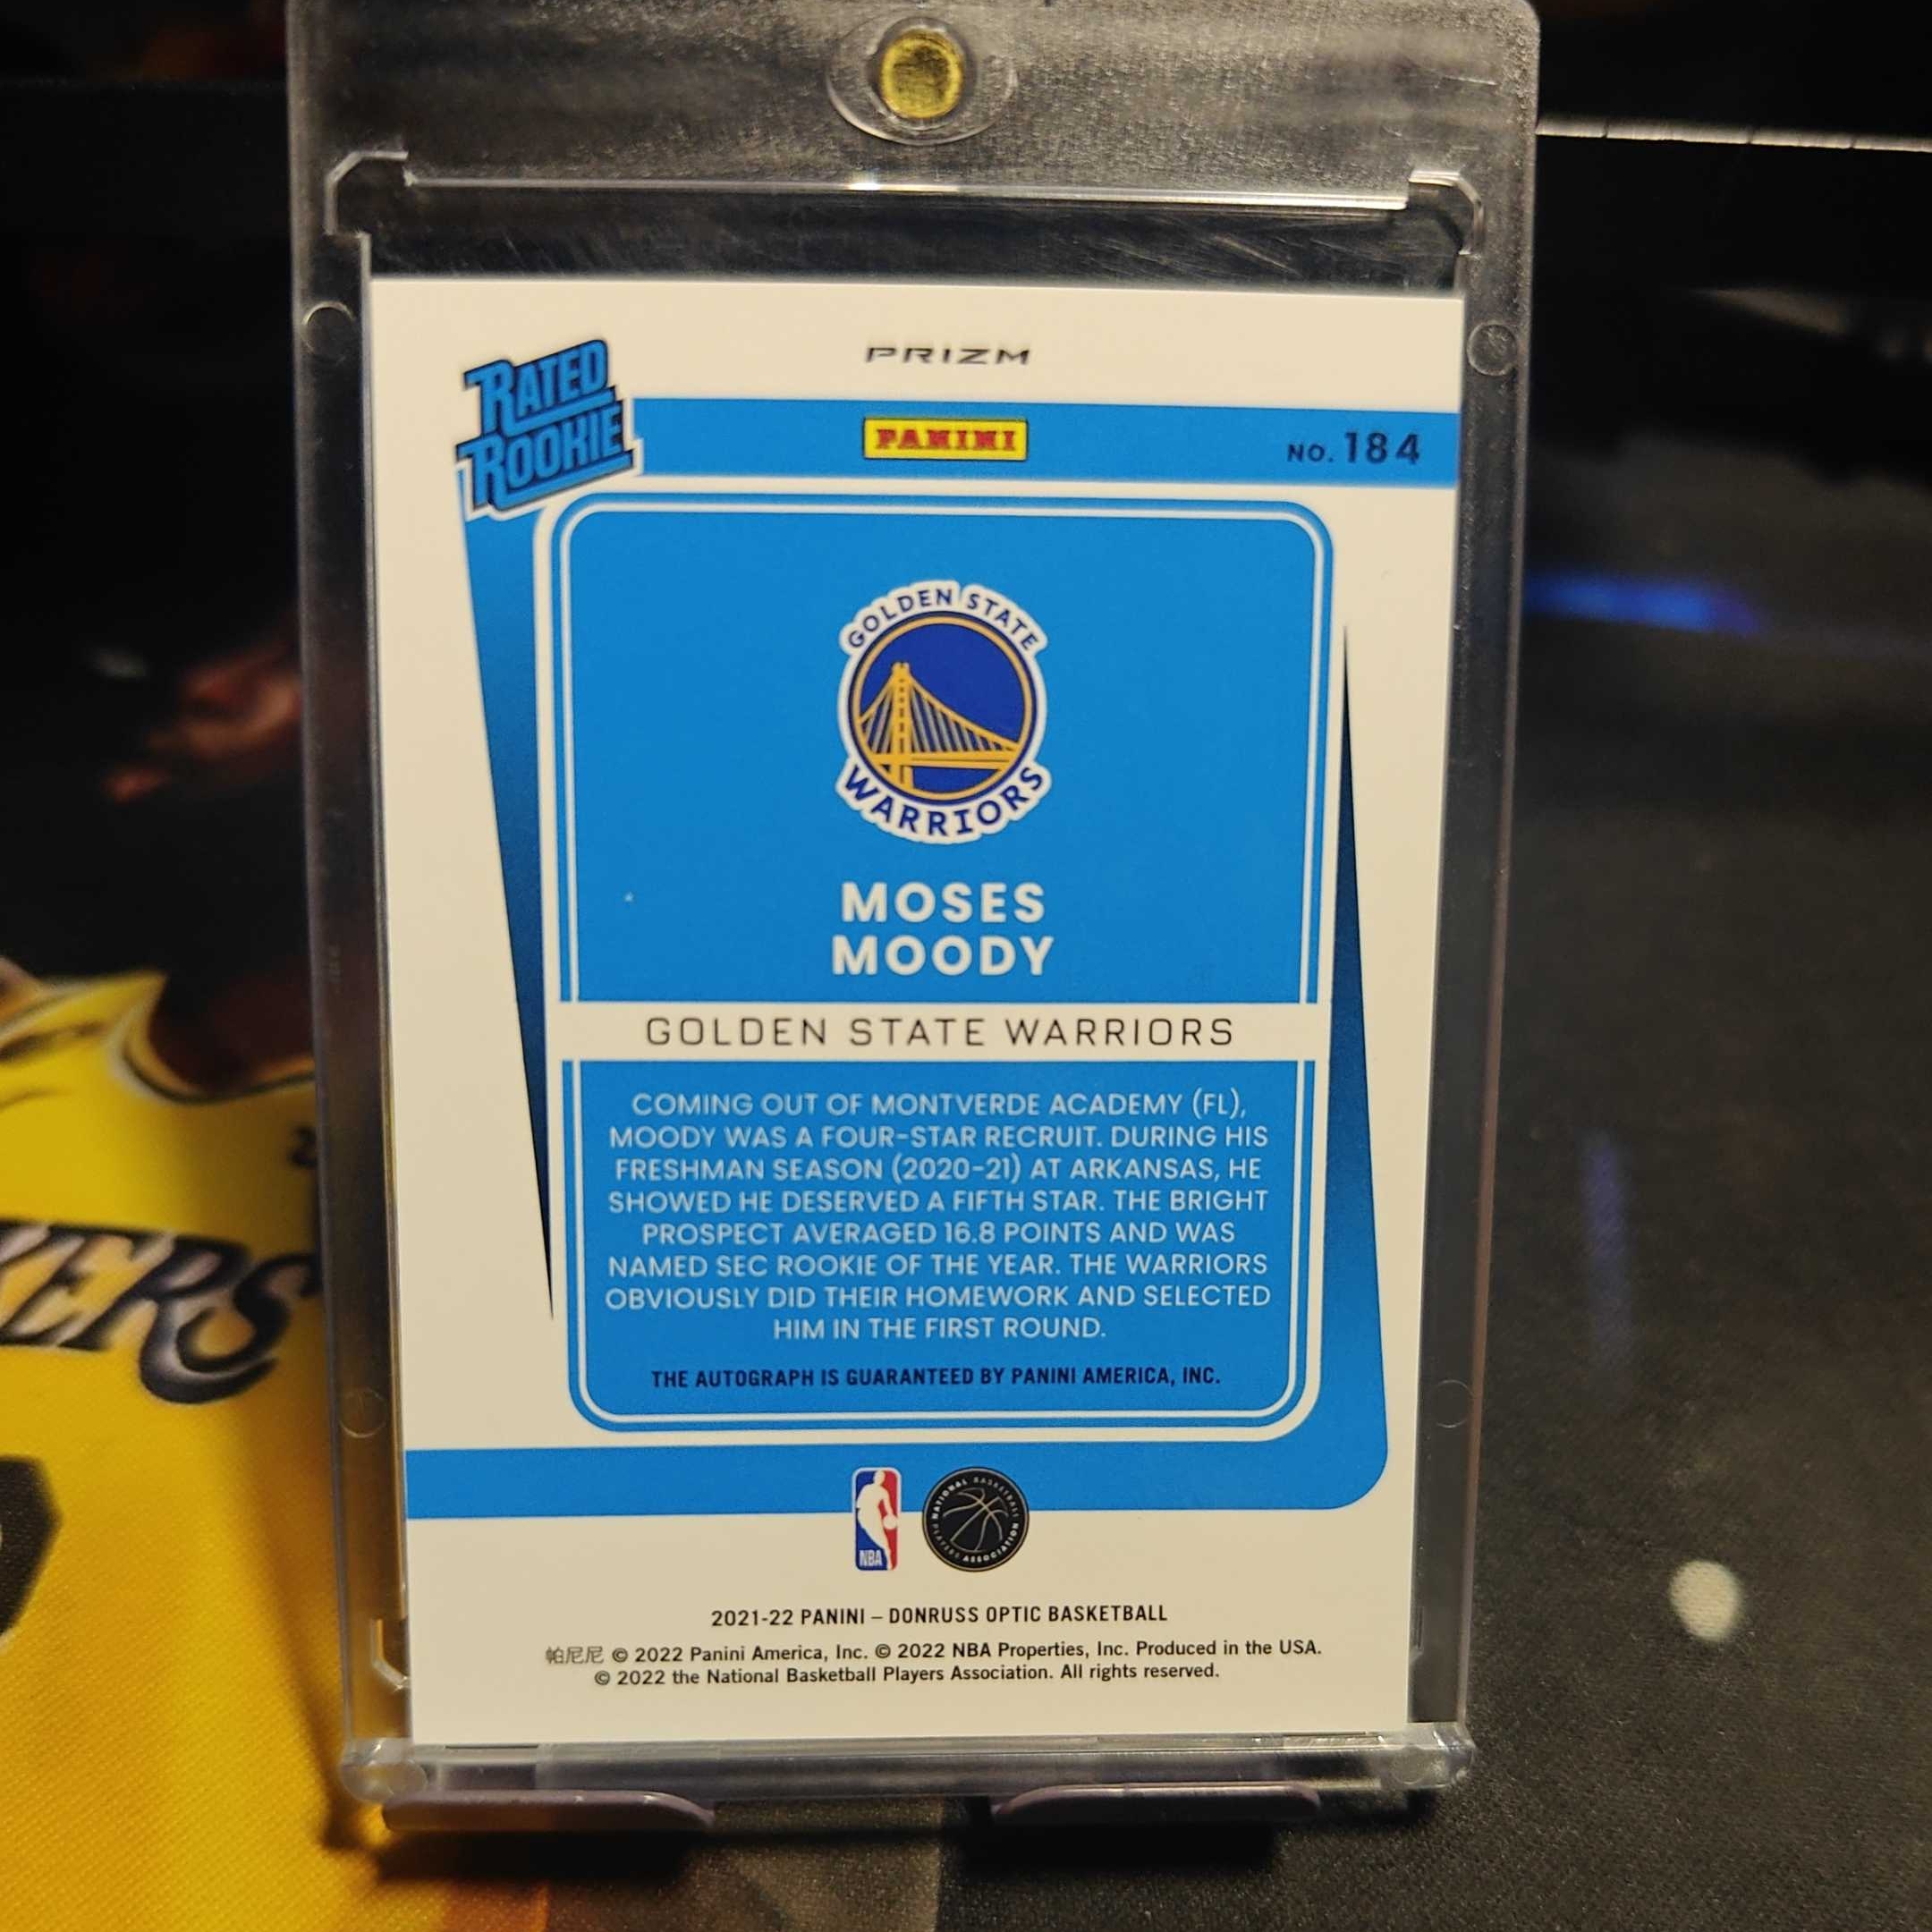 PRIZM
RATED
ROOKIE
PANINI
NO. 184
GOLDEN STATE
WARRIORS
MOSES
MOODY
GOLDEN STATE WARRIORS
COMING OUT OF MONTVERDE ACADEMY (FL),
MOODY WAS A FOUR-STAR RECRUIT. DURING HIS
FRESHMAN SEASON (2020-21) AT ARKANSAS, HE
SHOWED HE DESERVED A FIFTH STAR. THE BRIGHT
PROSPECT AVERAGED 16.8 POINTS AND WAS
NAMED SEC ROOKIE OF THE YEAR. THE WARRIORS
OBVIOUSLY DID THEIR HOMEWORK AND SELECTED
HIM IN THE FIRST ROUND.
THE AUTOGRAPH IS GUARANTEED BY PANINI AMERICA, INC.
NBA
NATIONAL BASKETBALL
PLAYERS ASSOCIATION
2021-22 PANINI – DONRUSS OPTIC BASKETBALL
帕尼尼 © 2022 Panini America, Inc. © 2022 NBA Properties, Inc. Produced in the USA.
© 2022 the National Basketball Players Association. All rights reserved.
KERS